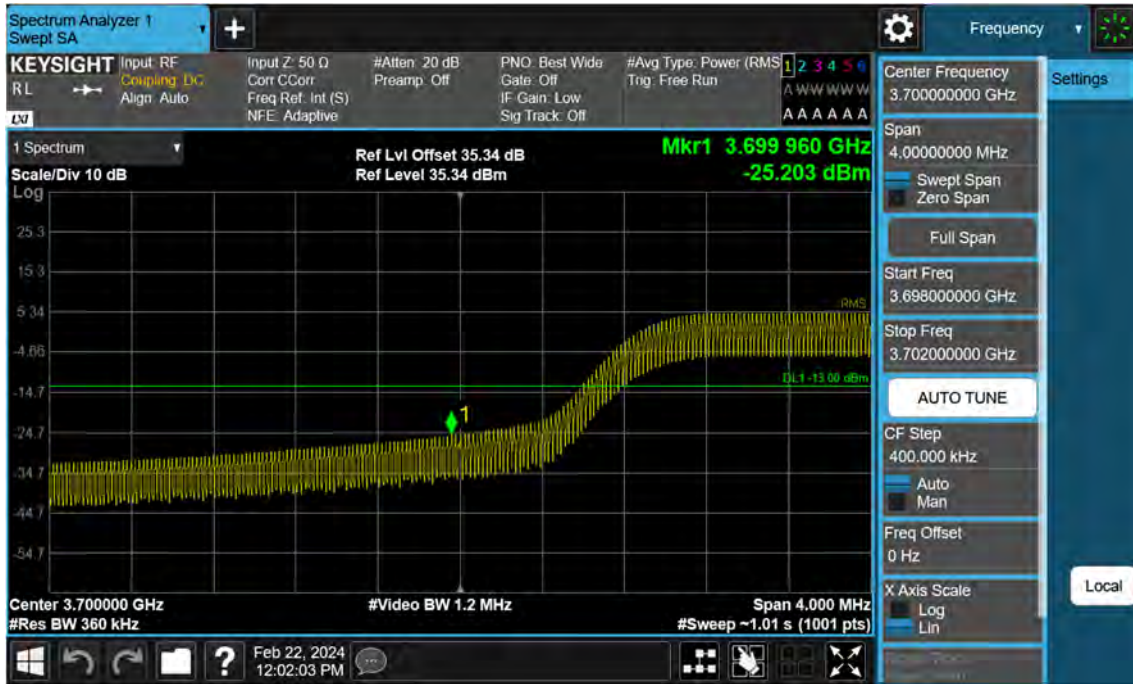 Spectrum Analyzer 1
Swept SA
+
Frequency
KEYSIGHT
Input: RF
Input Z: 50 Ω
#Atten: 20 dB
PNO: Best Wide
#Avg Type: Power (RMS
1 2 3 4 5 6
RL
Coupling: DC
Corr CCorr
Preamp: Off
Gate: Off
Trig: Free Run
A W W W W W
Align: Auto
Freq Ref: Int (S)
IF Gain: Low
LXI
NFE: Adaptive
Sig Track: Off
A A A A A A
1 Spectrum
Ref Lvl Offset 35.34 dB
Mkr1 3.699 960 GHz
Scale/Div 10 dB
Ref Level 35.34 dBm
-25.203 dBm
Log
25.3
15.3
5.34
RMS
-4.66
DL1 -13.00 dBm
-14.7
1
-24.7
-34.7
-44.7
-54.7
Center 3.700000 GHz
#Video BW 1.2 MHz
Span 4.000 MHz
#Res BW 360 kHz
#Sweep ~1.01 s (1001 pts)
Center Frequency
3.700000000 GHz
Settings
Span
4.00000000 MHz
Swept Span
Zero Span
Full Span
Start Freq
3.698000000 GHz
Stop Freq
3.702000000 GHz
AUTO TUNE
CF Step
400.000 kHz
Auto
Man
Freq Offset
0 Hz
X Axis Scale
Log
Lin
Local
?
Feb 22, 2024
12:02:03 PM